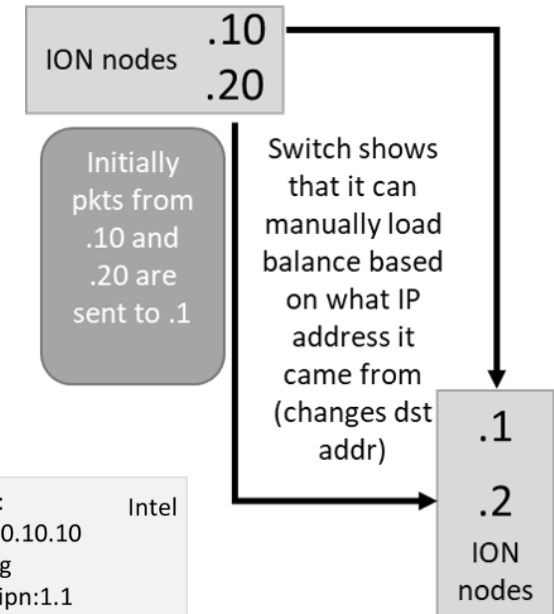 .10
ION nodes
.20
Initially
pkts from
.10 and
.20 are
sent to .1
Switch shows
that it can
manually load
balance based
on what IP
address it
came from
(changes dst
addr)
.1
.2
ION
nodes
: Intel
0.10.10
g
ipn:1.1